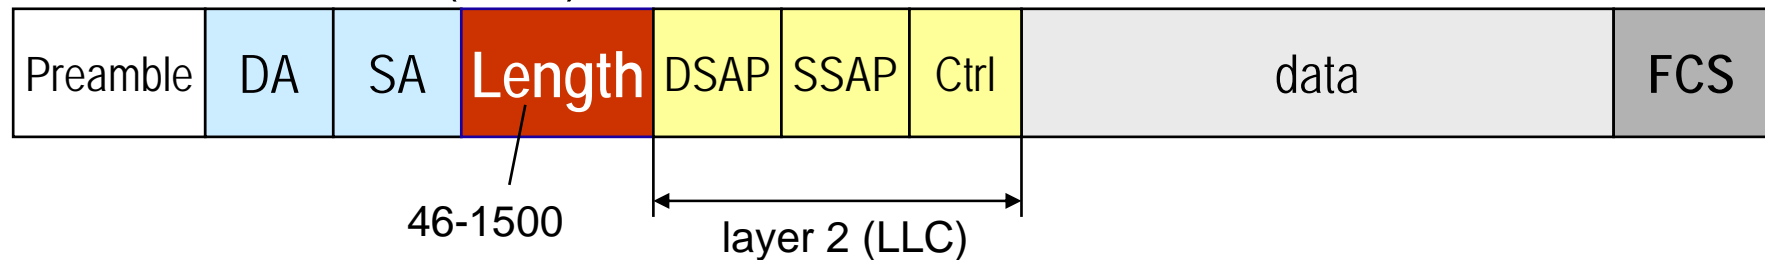 Preamble DA SA Length DSAP SSAP Ctrl data FCS
46-1500
layer 2 (LLC)